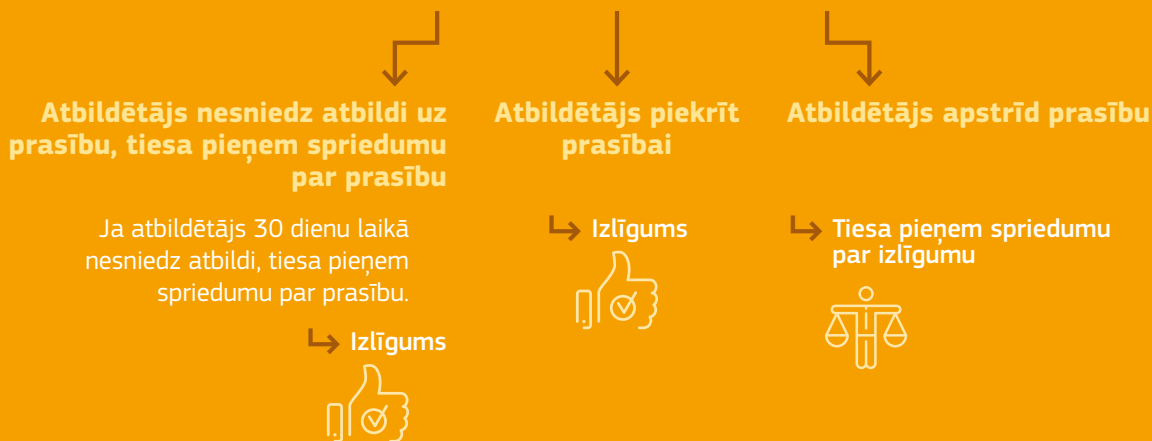 Atbildētājs nesniedz atbildi uz
prasību, tiesa pieņem spriedumu
par prasību
Ja atbildētājs 30 dienu laikā
nesniedz atbildi, tiesa pieņem
spriedumu par prasību.
Izlīgums
Atbildētājs piekrīt
prasībai
Izlīgums
Atbildētājs apstrīd prasību
Tiesa pieņem spriedumu
par izlīgumu